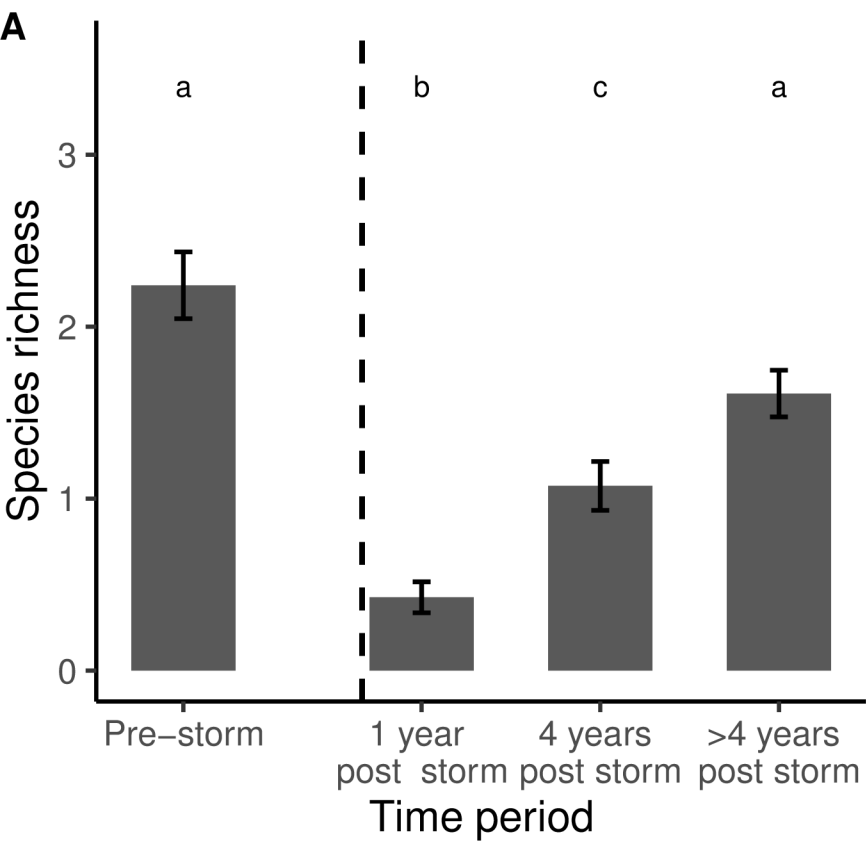 A
a b c a
3
2
1
0
Species richness
Pre−storm 1 year 4 years >4 years
post  storm post storm post storm
Time period